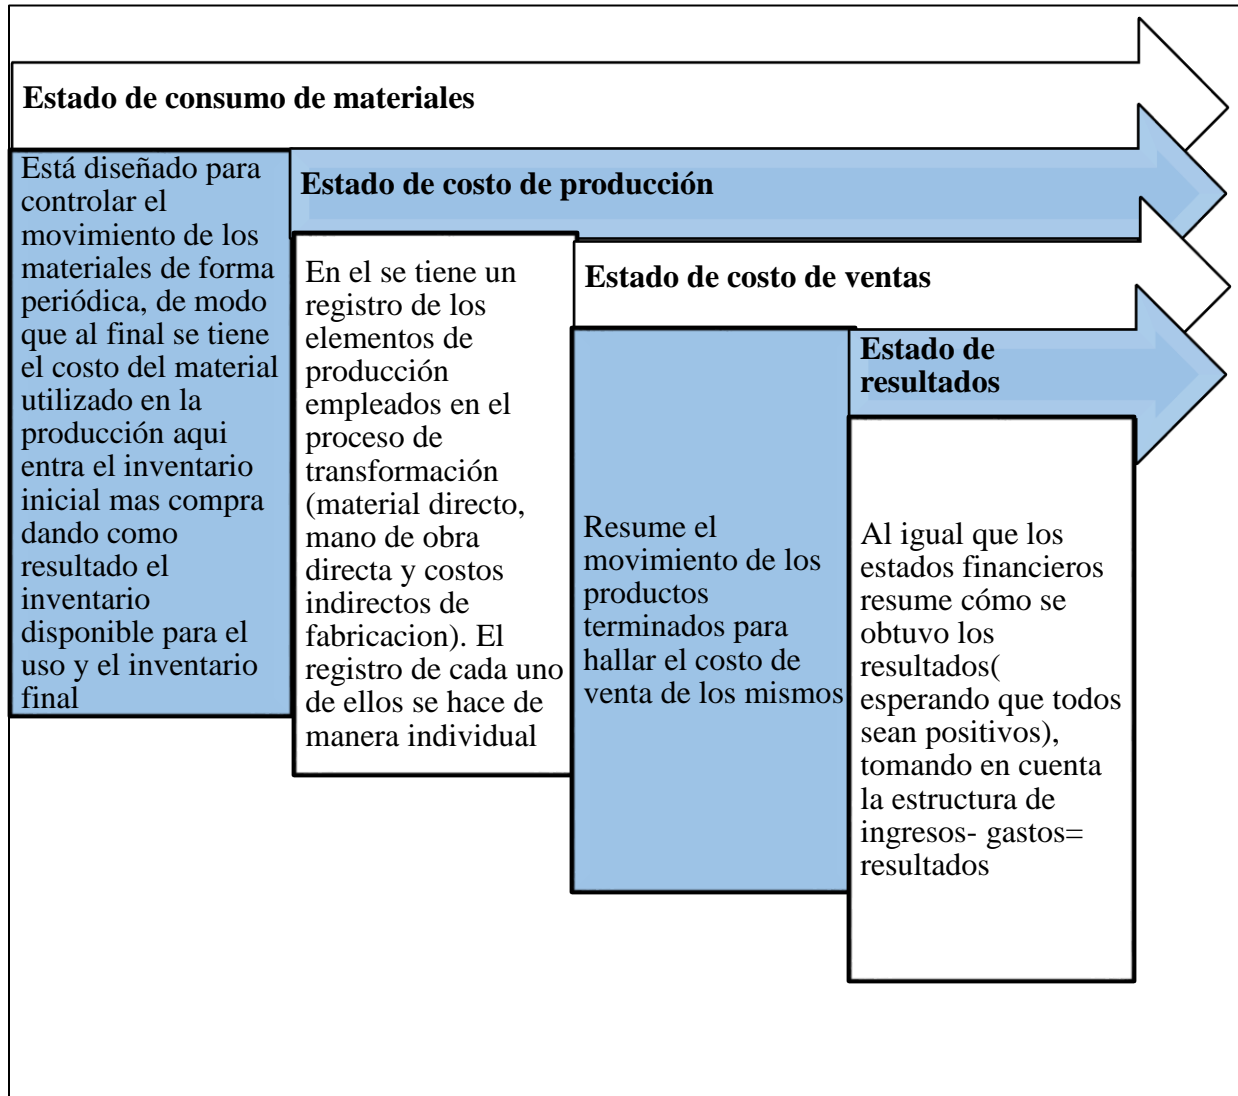 Estado de consumo de materiales
Está diseñado para
controlar el
movimiento de los
materiales de forma
periódica, de modo
que al final se tiene
el costo del material
utilizado en la
producción aqui
entra el inventario
inicial mas compra
dando como
resultado el
inventario
disponible para el
uso y el inventario
final
Estado de costo de producción
En el se tiene un
registro de los
elementos de
producción
empleados en el
proceso de
transformación
(material directo,
mano de obra
directa y costos
indirectos de
fabricacion). El
registro de cada uno
de ellos se hace de
manera individual
Estado de costo de ventas
Resume el
movimiento de los
productos
terminados para
hallar el costo de
venta de los mismos
Estado de
resultados
Al igual que los
estados financieros
resume cómo se
obtuvo los
resultados(
esperando que todos
sean positivos),
tomando en cuenta
la estructura de
ingresos- gastos=
resultados